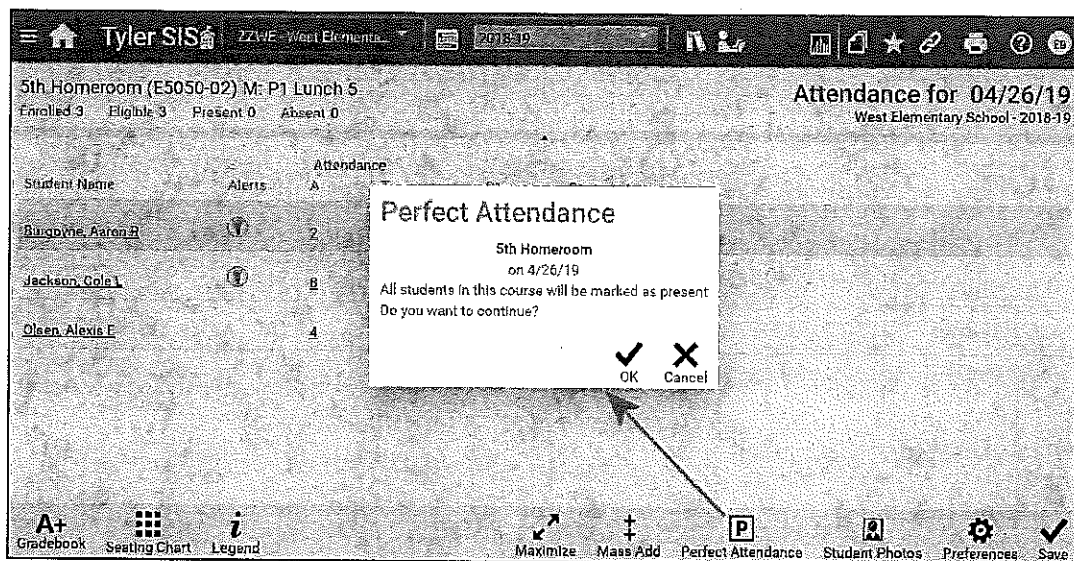 Tyler SIS ZZWE - West Elementa... 2018-19
5th Homeroom (E5050-02) M: P1 Lunch 5
Attendance for 04/26/19
Enrolled 3 Eligible 3 Present 0 Absent 0
West Elementary School - 2018-19
Attendance
Student Name Alerts A
Burgoyne, Aaron R 2
Jackson, Cole L 8
Olsen, Alexis E 4
Perfect Attendance
5th Homeroom
on 4/26/19
All students in this course will be marked as present
Do you want to continue?
OK Cancel
A+ i P
Gradebook Seating Chart Legend Maximize Mass Add Perfect Attendance Student Photos Preferences Save